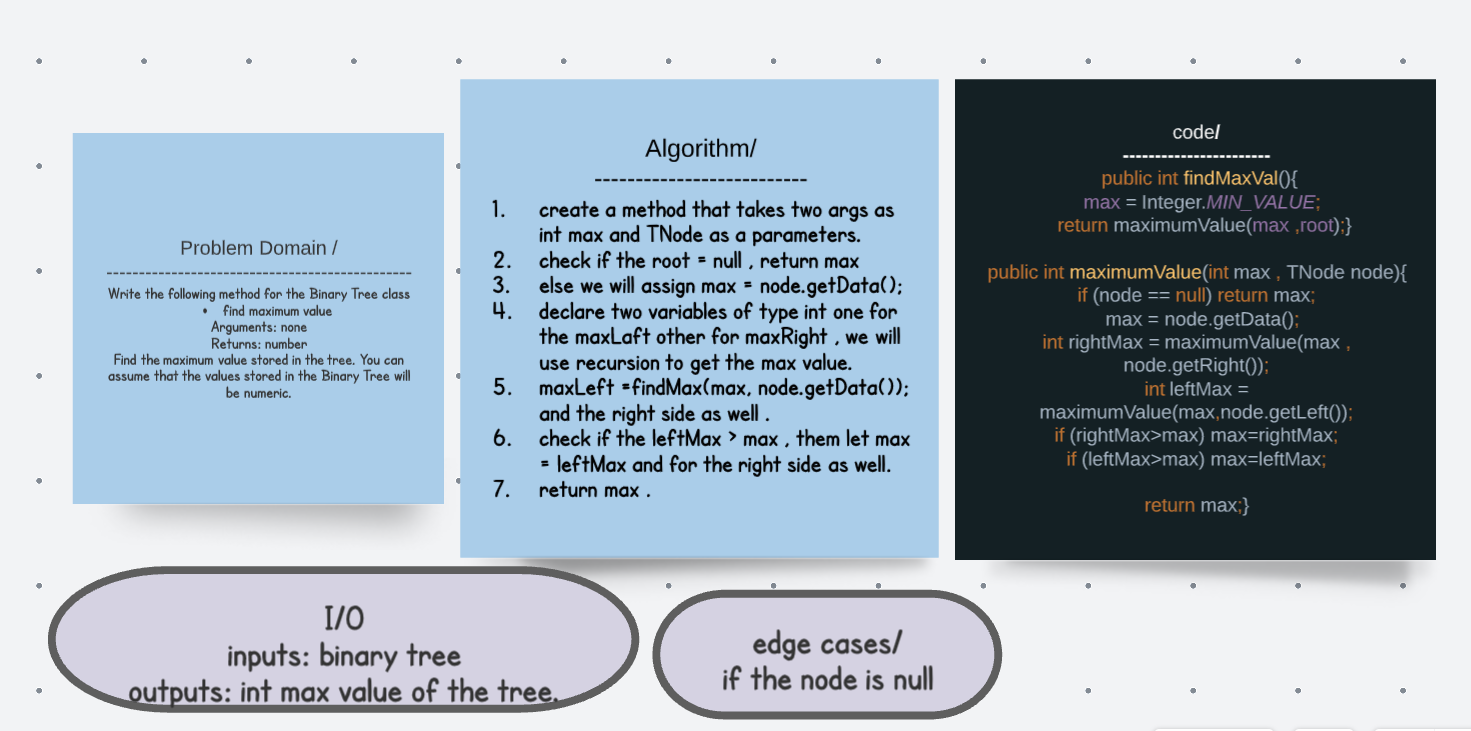 Problem Domain /
-----------------------------------------------
Write the following method for the Binary Tree class
• find maximum value
Arguments: none
Returns: number
Find the maximum value stored in the tree. You can
assume that the values stored in the Binary Tree will
be numeric.
Algorithm/
--------------------------
1. create a method that takes two args as
int max and TNode as a parameters.
2. check if the root = null , return max
3. else we will assign max = node.getData();
4. declare two variables of type int one for
the maxLaft other for maxRight , we will
use recursion to get the max value.
5. maxLeft =findMax(max, node.getData());
and the right side as well .
6. check if the leftMax > max , them let max
= leftMax and for the right side as well.
7. return max .
code/
-----------------------
public int findMaxVal(){
max = Integer.MIN_VALUE;
return maximumValue(max ,root);}
public int maximumValue(int max , TNode node){
if (node == null) return max;
max = node.getData();
int rightMax = maximumValue(max ,
node.getRight());
int leftMax =
maximumValue(max,node.getLeft());
if (rightMax>max) max=rightMax;
if (leftMax>max) max=leftMax;
return max;}
I/O
inputs: binary tree
outputs: int max value of the tree.
edge cases/
if the node is null